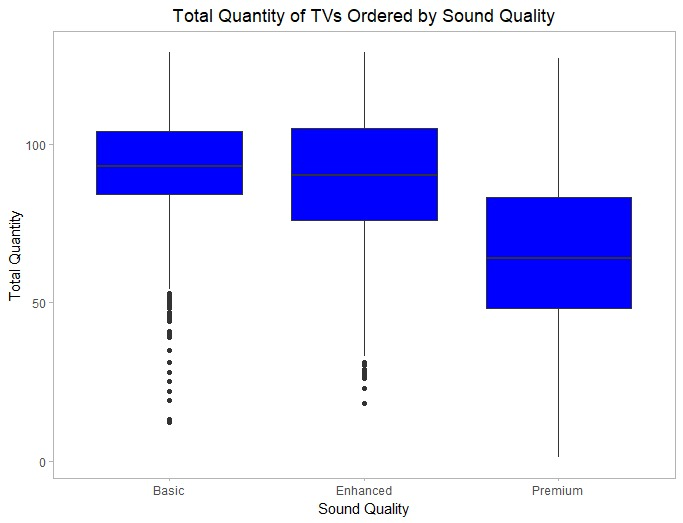 Total Quantity of TVs Ordered by Sound Quality
Total Quantity
100
50
0
Basic Enhanced Premium
Sound Quality